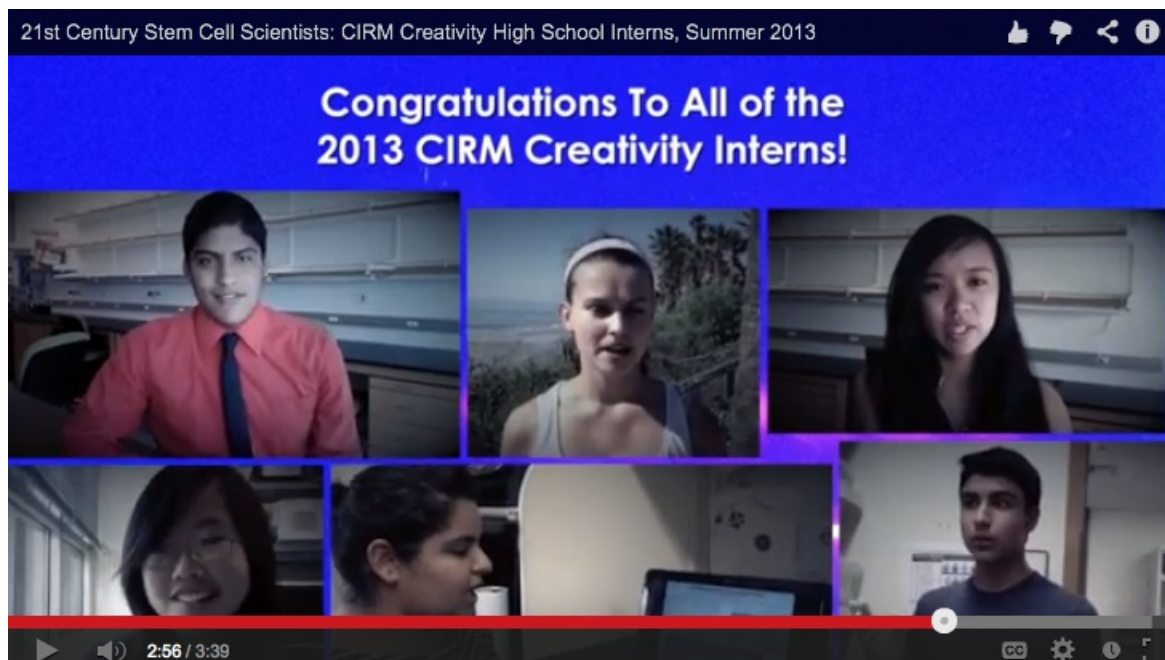 21st Century Stem Cell Scientists: CIRM Creativity High School Interns, Summer 2013
Congratulations To All of the
2013 CIRM Creativity Interns!
2:56 / 3:39
CC